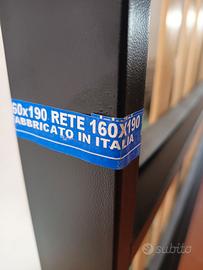 60x190 RETE 160X190
FABBRICATO IN ITALIA
subito